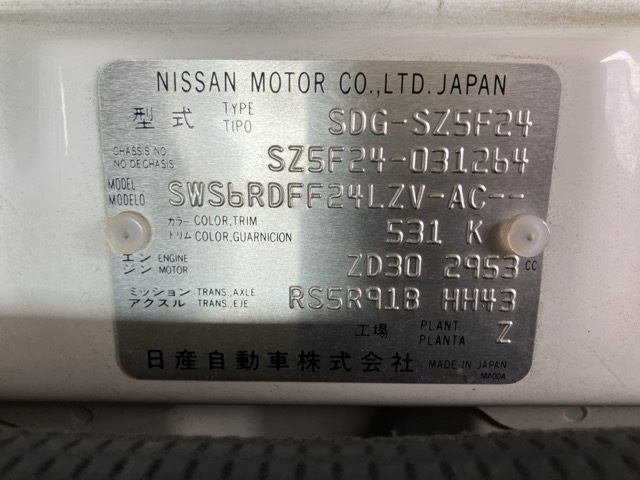 NISSAN MOTOR CO.,LTD. JAPAN
型式 TYPE TIPO SDG-SZ5F24
CHASSIS NO NO DE CHASIS SZ5F24-031264
MODEL MODELO SWS6RDFF24LZV-AC--
カラー COLOR,TRIM トリム COLOR,GUARNICION 531 K
エンジン ENGINE MOTOR ZD30 2953 CC
ミッション TRANS.,AXLE アクスル TRANS.,EJE RS5R91B HH43
工場 PLANT PLANTA Z
日産自動車株式会社 MADE IN JAPAN
MA00A